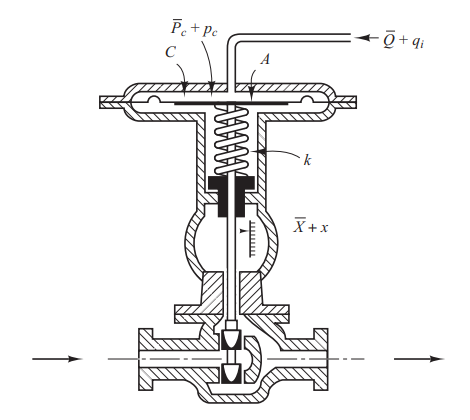 P̅c + pc
Q̅ + qi
C
A
k
X̅ + x